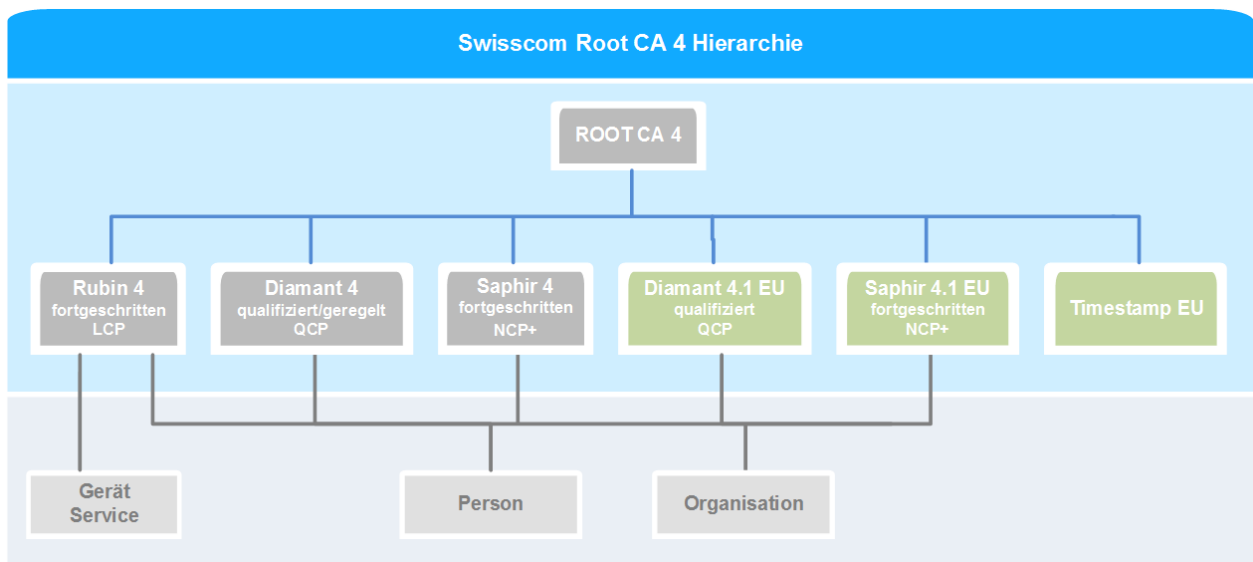 Swisscom Root CA 4 Hierarchie
ROOT CA 4
Rubin 4
fortgeschritten
LCP
Diamant 4
qualifiziert/geregelt
QCP
Saphir 4
fortgeschritten
NCP+
Diamant 4.1 EU
qualifiziert
QCP
Saphir 4.1 EU
fortgeschritten
NCP+
Timestamp EU
Gerät
Service
Person
Organisation